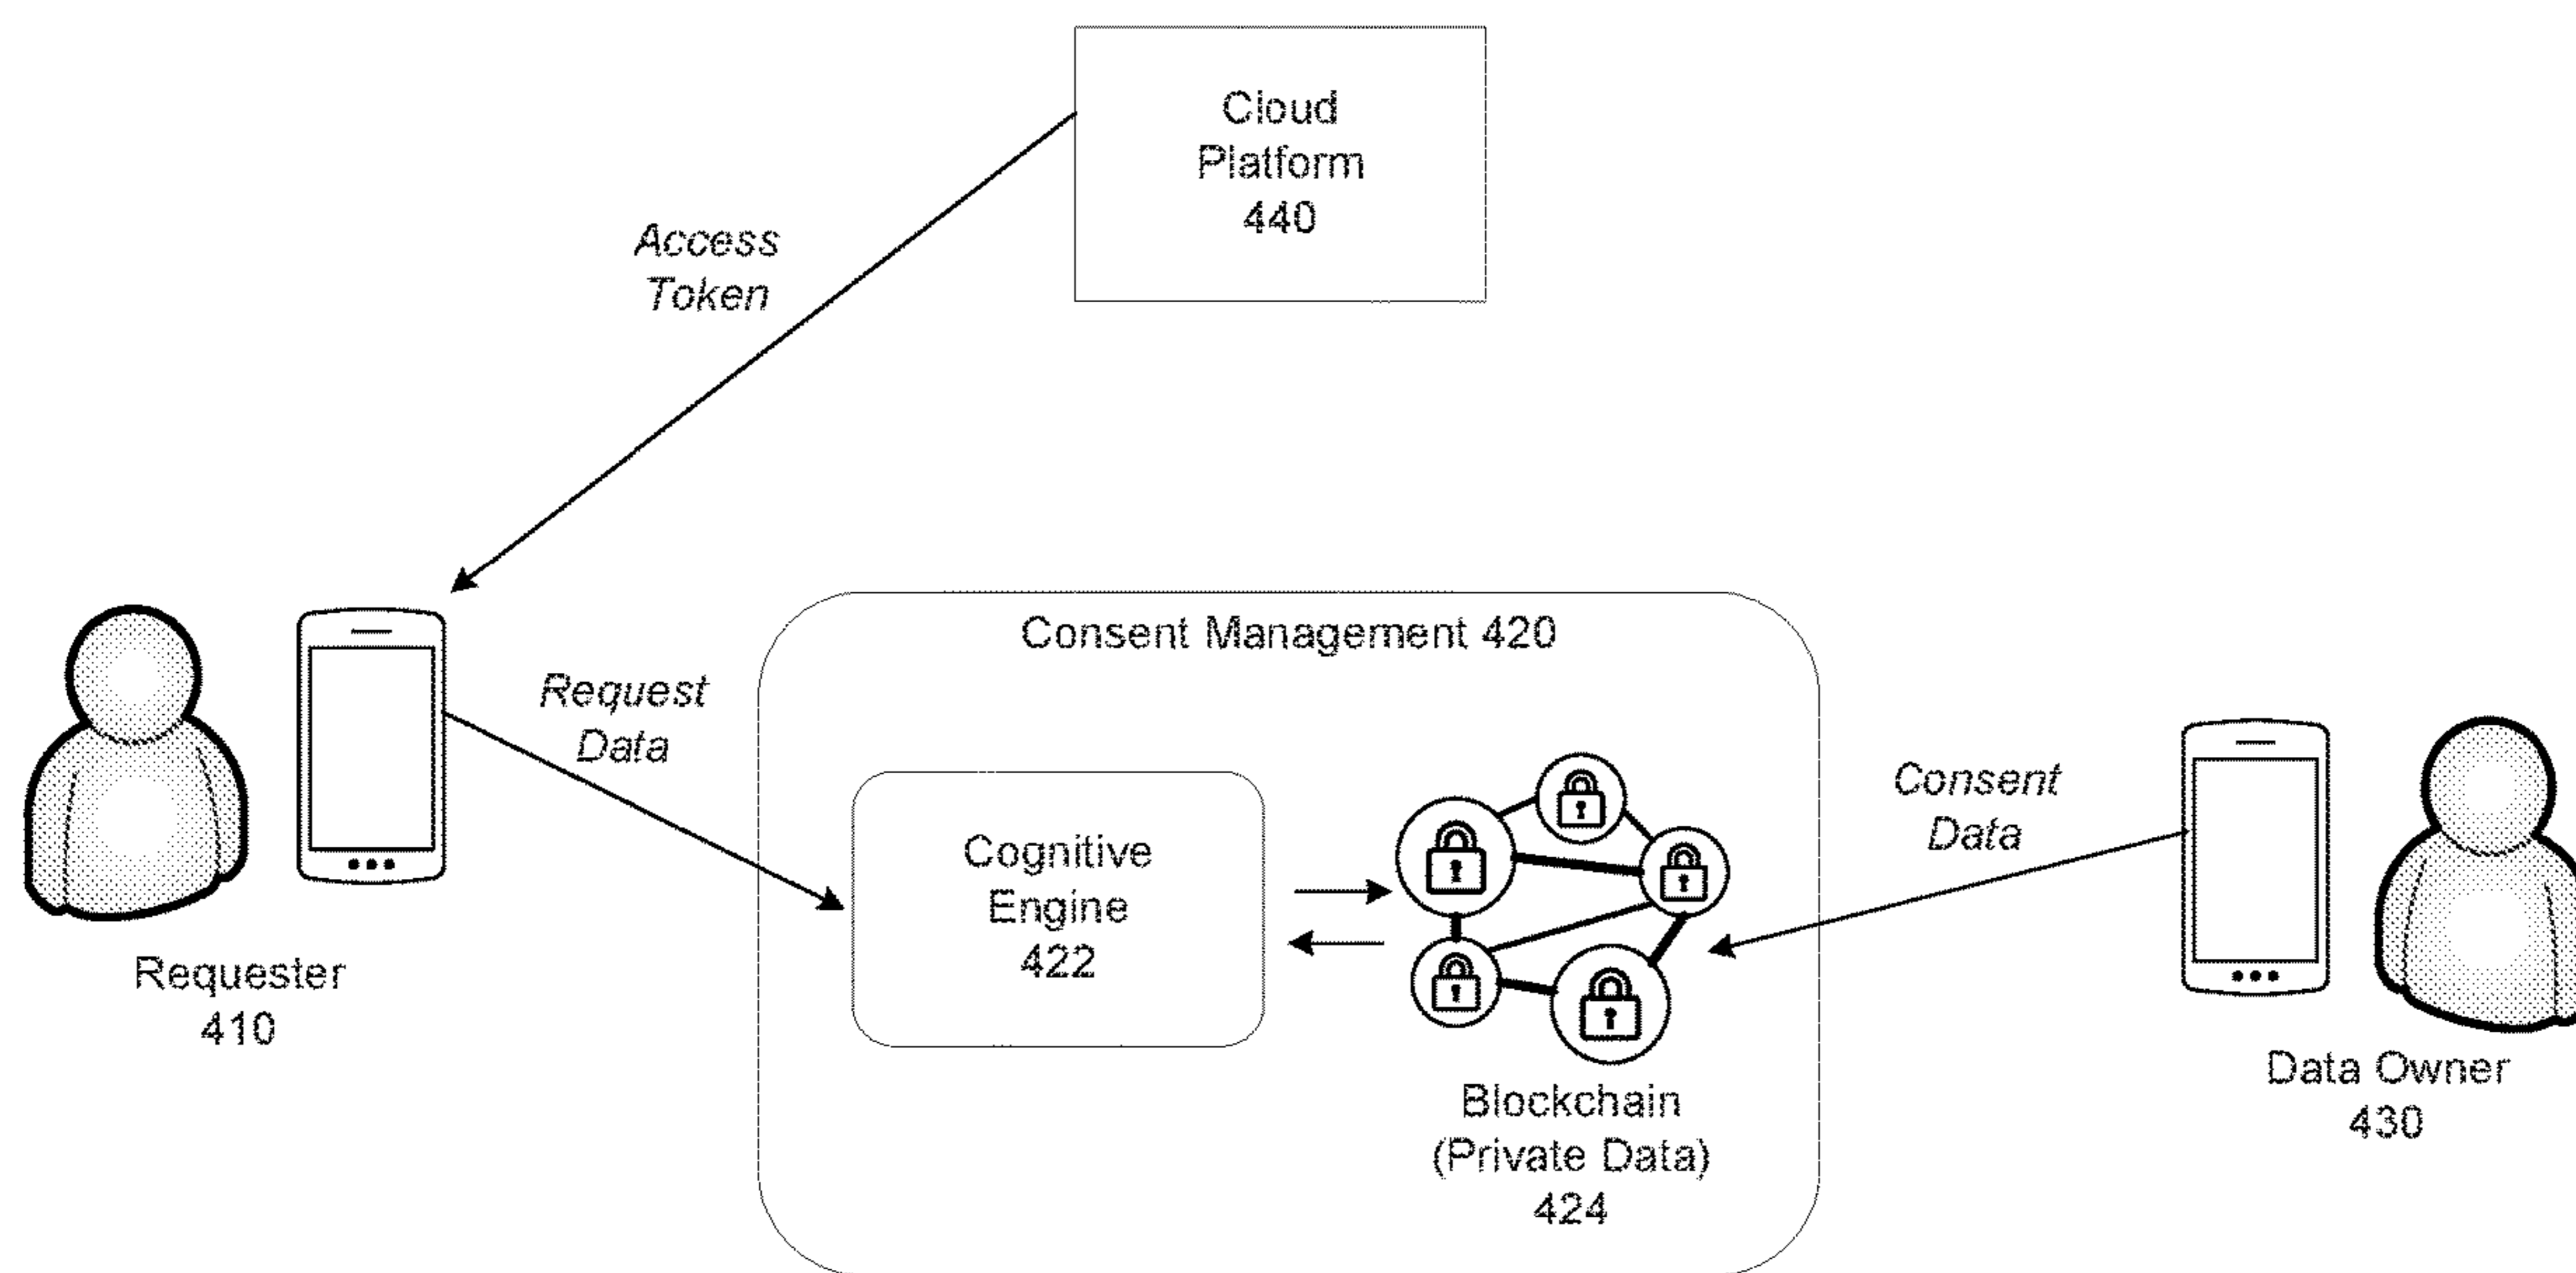 Cloud
Platform
440
Access
Token
Consent Management 420
Request
Data
Cognitive
Engine
422
Consent
Data
Requester
410
Blockchain
(Private Data)
424
Data Owner
430